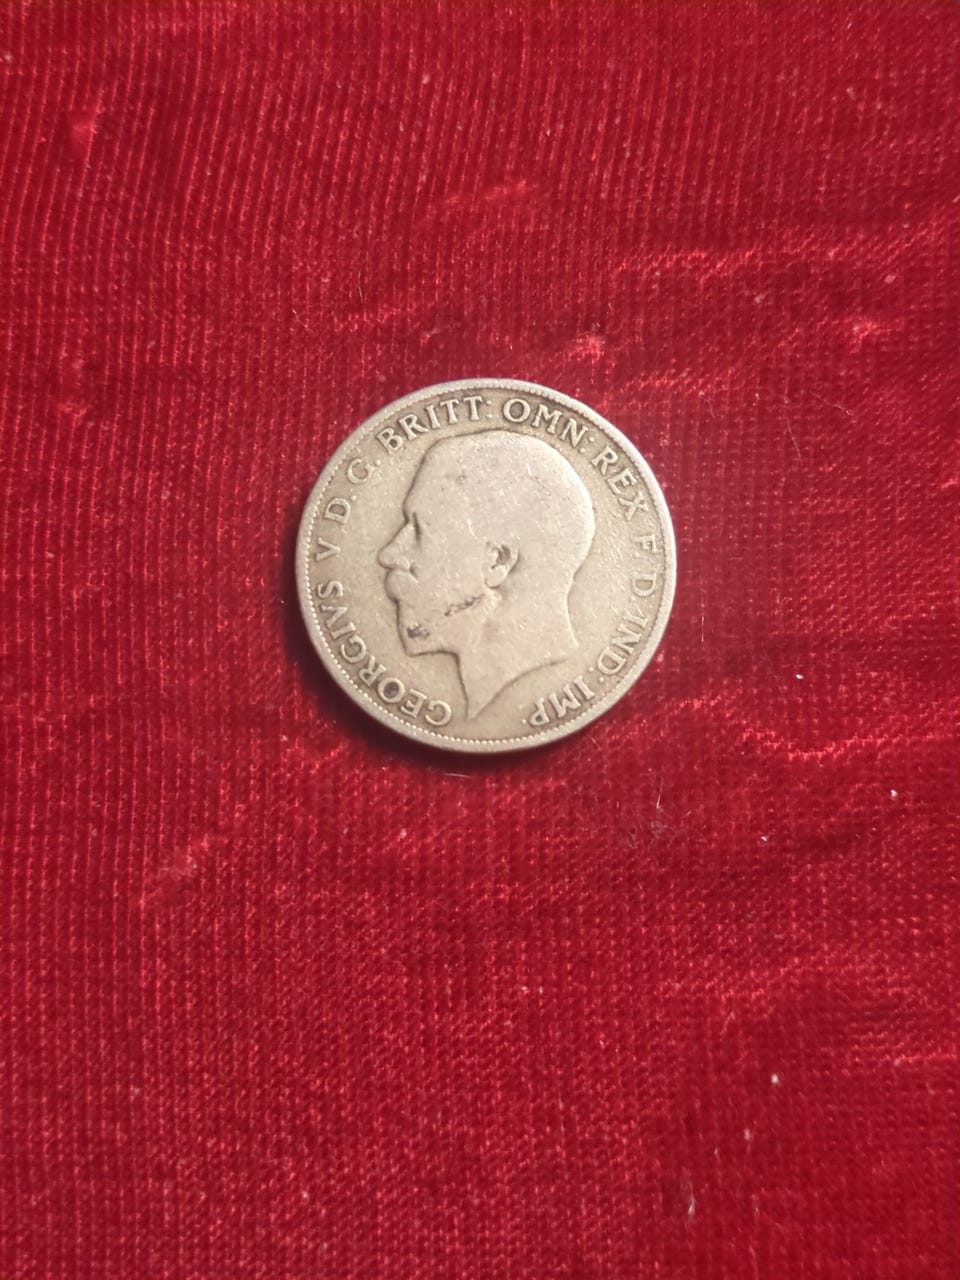 GEORGIVS V D. G. BRITT: OMN: REX F. D. IND: IMP.